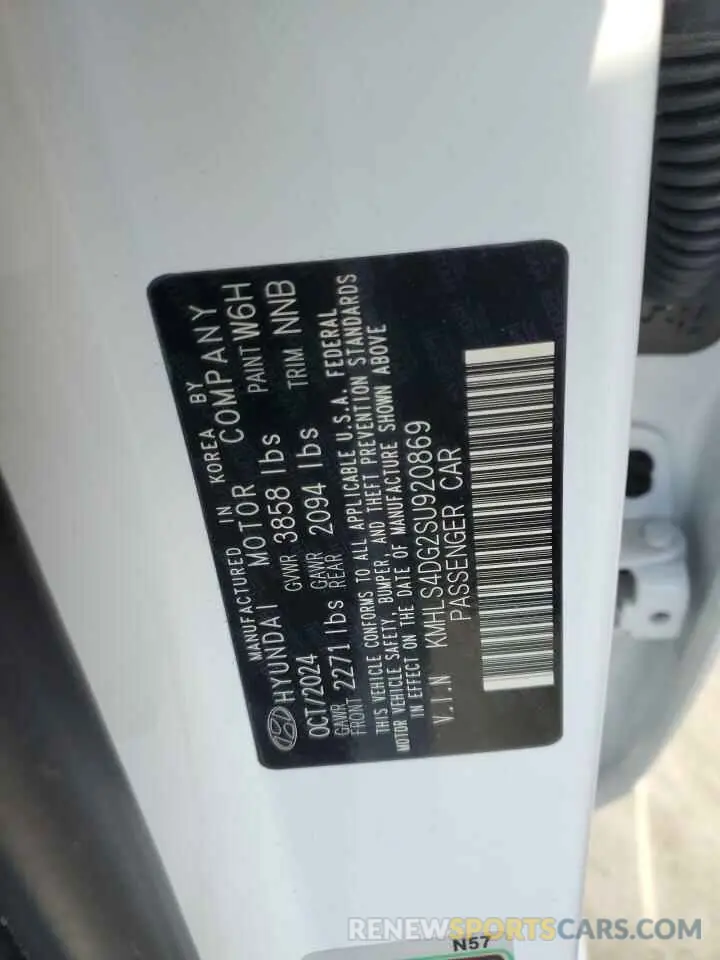 MANUFACTURED IN KOREA BY
HYUNDAI MOTOR COMPANY
OCT/2024 GVWR 3858 lbs PAINT W6H
GAWR FRONT 2271 lbs GAWR REAR 2094 lbs TRIM NNB
THIS VEHICLE CONFORMS TO ALL APPLICABLE U.S.A. FEDERAL
MOTOR VEHICLE SAFETY, BUMPER, AND THEFT PREVENTION STANDARDS
IN EFFECT ON THE DATE OF MANUFACTURE SHOWN ABOVE
V.I.N KMHLS4DG2SU920869
PASSENGER CAR
N57
RENEWSPORTSCARS.COM